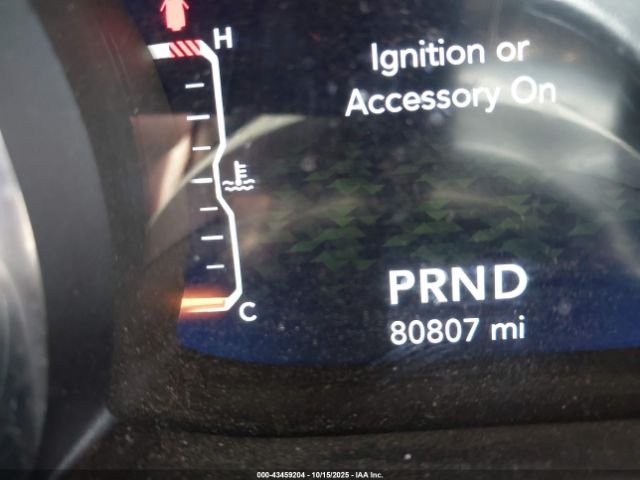 H
Ignition or
Accessory On
C
PRND
80807 mi
000-43459204 - 10/15/2025 - IAA Inc.